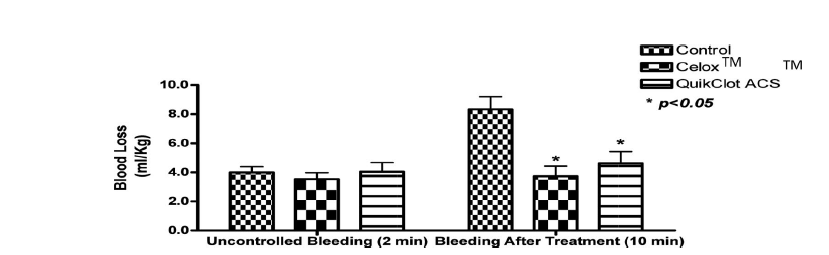 Control
Celox™ ™
QuikClot ACS
* p<0.05
10.0
8.0
6.0
4.0
2.0
0.0
Blood Loss
(ml/Kg)
*
*
Uncontrolled Bleeding (2 min) Bleeding After Treatment (10 min)